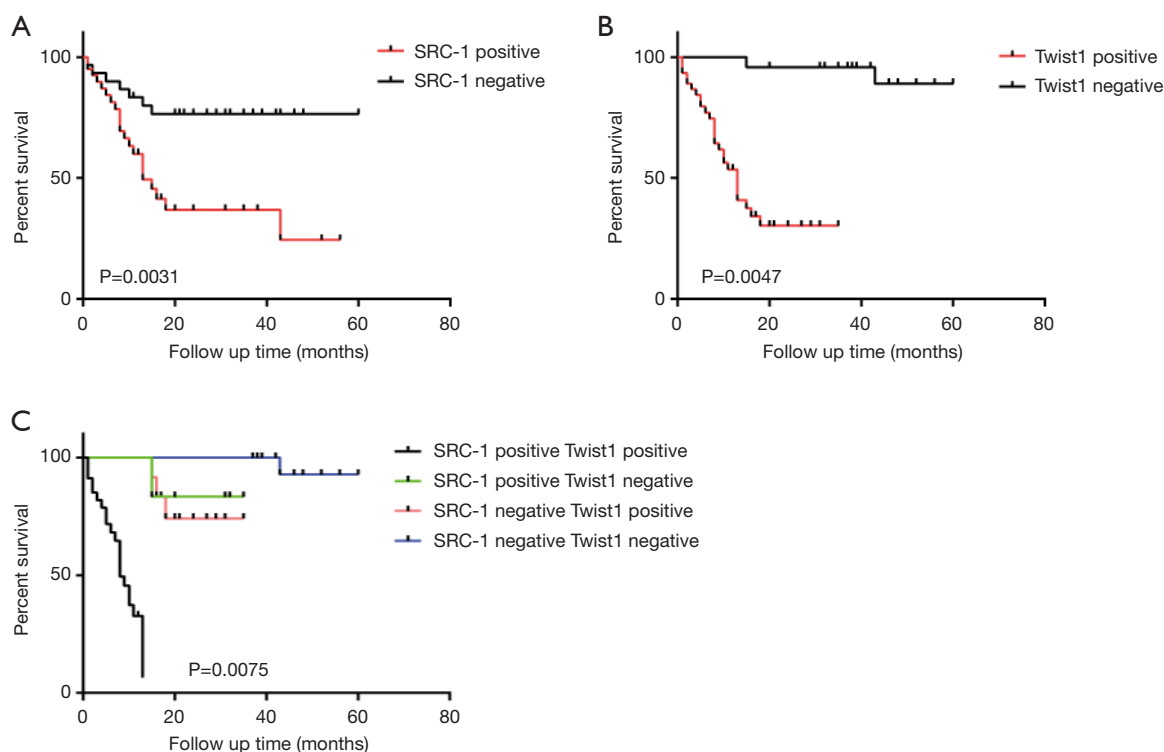 A
100
50
0
Percent survival
SRC-1 positive
SRC-1 negative
P=0.0031
0 20 40 60 80
Follow up time (months)
B
100
50
0
Percent survival
Twist1 positive
Twist1 negative
P=0.0047
0 20 40 60 80
Follow up time (months)
C
100
50
0
Percent survival
SRC-1 positive Twist1 positive
SRC-1 positive Twist1 negative
SRC-1 negative Twist1 positive
SRC-1 negative Twist1 negative
P=0.0075
0 20 40 60 80
Follow up time (months)